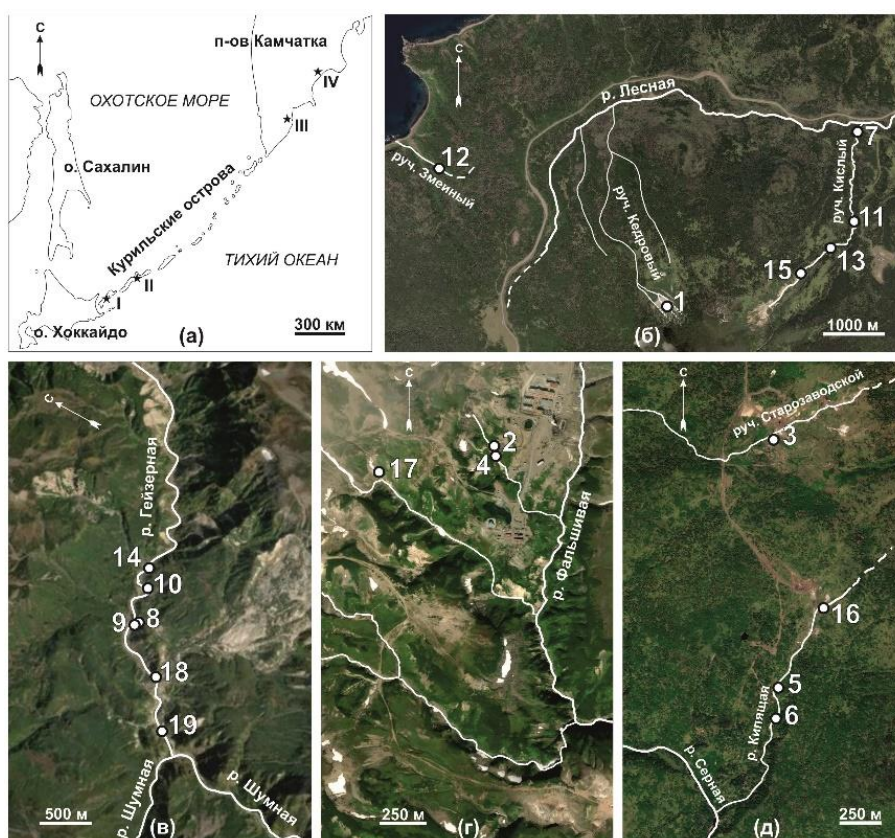 С
п-ов Камчатка
IV
ОХОТСКОЕ МОРЕ
III
о. Сахалин
Курильские острова
ТИХИЙ ОКЕАН
II
I
о. Хоккайдо
(а)
300 км
С
р. Лесная
7
12
руч. Змеиный
руч. Кислый
руч. Кедровый
11
13
15
1
(б)
1000 м
С
р. Гейзерная
14
10
9
8
18
19
р. Шумная
р. Шумная
500 м
(в)
С
2
4
17
р. Фальшивая
250 м
(г)
С
руч. Старозаводской
3
16
5
р. Кипящая
6
р. Серная
(д)
250 м